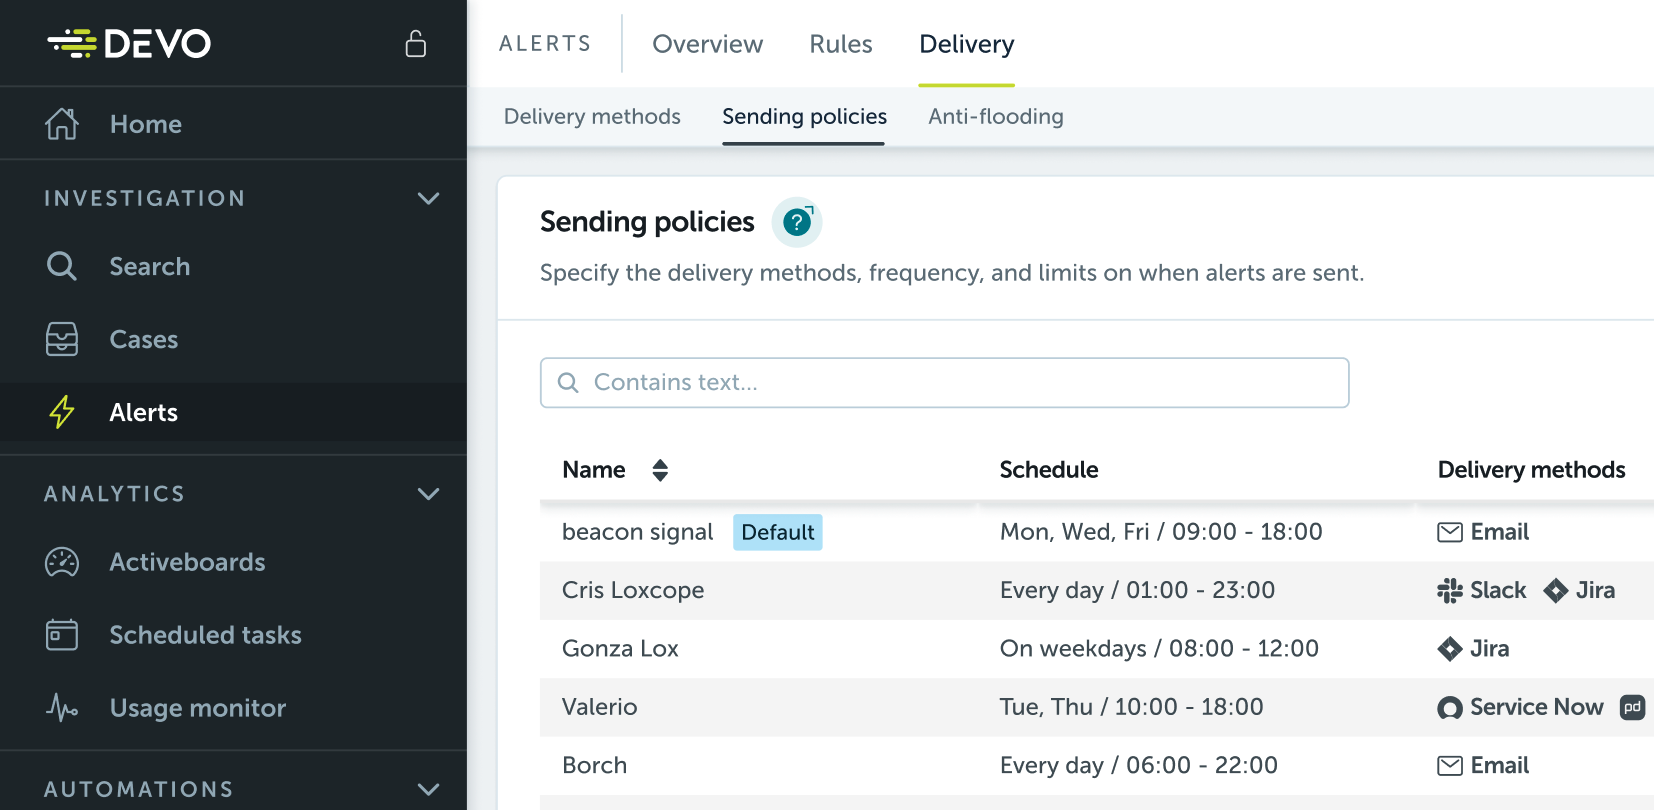 DEVO
Home
INVESTIGATION
Search
Cases
Alerts
ANALYTICS
Activeboards
Scheduled tasks
Usage monitor
AUTOMATIONS
ALERTS Overview Rules Delivery
Delivery methods Sending policies Anti-flooding
Sending policies ?
Specify the delivery methods, frequency, and limits on when alerts are sent.
Contains text...
Name Schedule Delivery methods
beacon signal Default Mon, Wed, Fri / 09:00 - 18:00 Email
Cris Loxcope Every day / 01:00 - 23:00 Slack Jira
Gonza Lox On weekdays / 08:00 - 12:00 Jira
Valerio Tue, Thu / 10:00 - 18:00 Service Now pd
Borch Every day / 06:00 - 22:00 Email